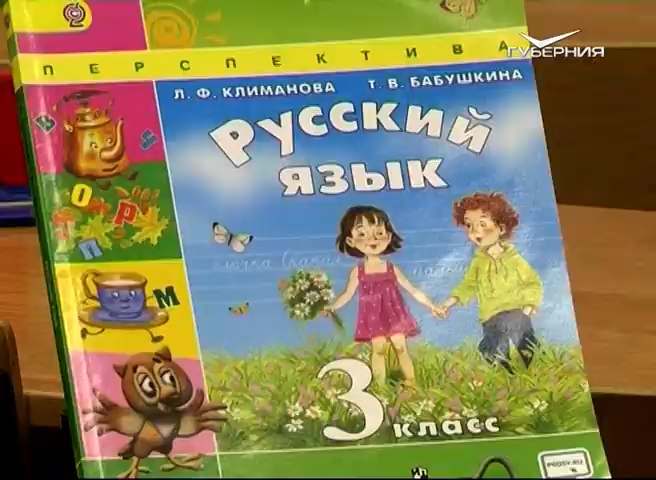 ГУБЕРНИЯ
ПЕРСПЕКТИВА
Л. Ф. КЛИМАНОВА Т. В. БАБУШКИНА
Русский
язык
3 класс